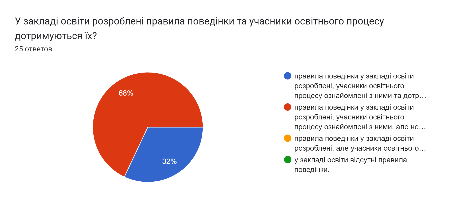 У закладі освіти розроблені правила поведінки та учасники освітнього процесу
дотримуються їх?
25 ответов
68%
32%
правила поведінки у закладі освіти
розроблені, учасники освітнього
процесу ознайомлені з ними та дотр…
правила поведінки у закладі освіти
розроблені, учасники освітнього
процесу ознайомлені з ними, але не…
правила поведінки у закладі освіти
розроблені, але учасники освітньго…
у закладі освіти відсутні правила
поведінки.